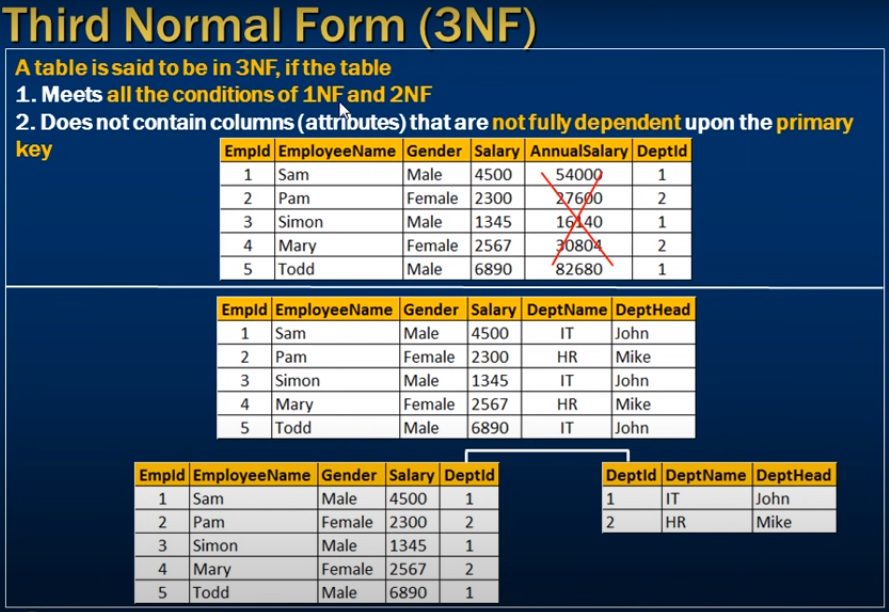 Third Normal Form (3NF)
A table is said to be in 3NF, if the table
1. Meets all the conditions of 1NF and 2NF
2. Does not contain columns (attributes) that are not fully dependent upon the primary
key
EmpId EmployeeName Gender Salary AnnualSalary DeptId
1 Sam Male 4500 54000 1
2 Pam Female 2300 27600 2
3 Simon Male 1345 16140 1
4 Mary Female 2567 30804 2
5 Todd Male 6890 82680 1
EmpId EmployeeName Gender Salary DeptName DeptHead
1 Sam Male 4500 IT John
2 Pam Female 2300 HR Mike
3 Simon Male 1345 IT John
4 Mary Female 2567 HR Mike
5 Todd Male 6890 IT John
EmpId EmployeeName Gender Salary DeptId
1 Sam Male 4500 1
2 Pam Female 2300 2
3 Simon Male 1345 1
4 Mary Female 2567 2
5 Todd Male 6890 1
DeptId DeptName DeptHead
1 IT John
2 HR Mike